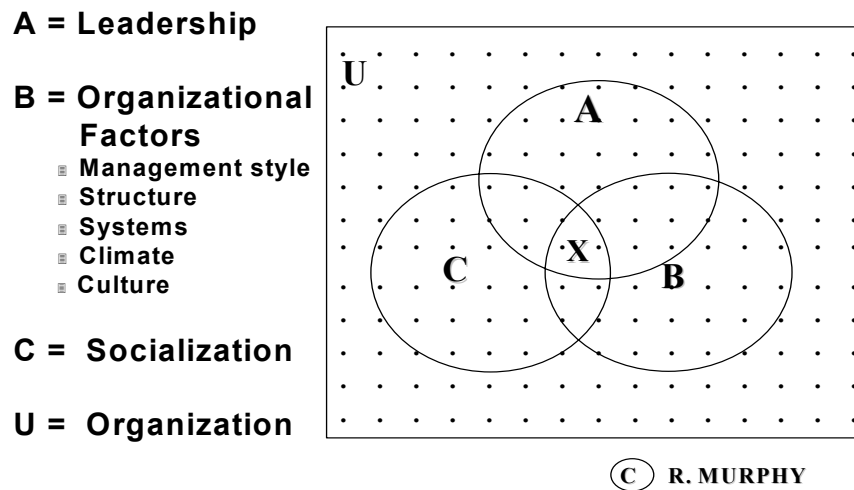 A = Leadership
B = Organizational
Factors
Management style
Structure
Systems
Climate
Culture
C = Socialization
U = Organization
U
A
X
C
B
C R. MURPHY